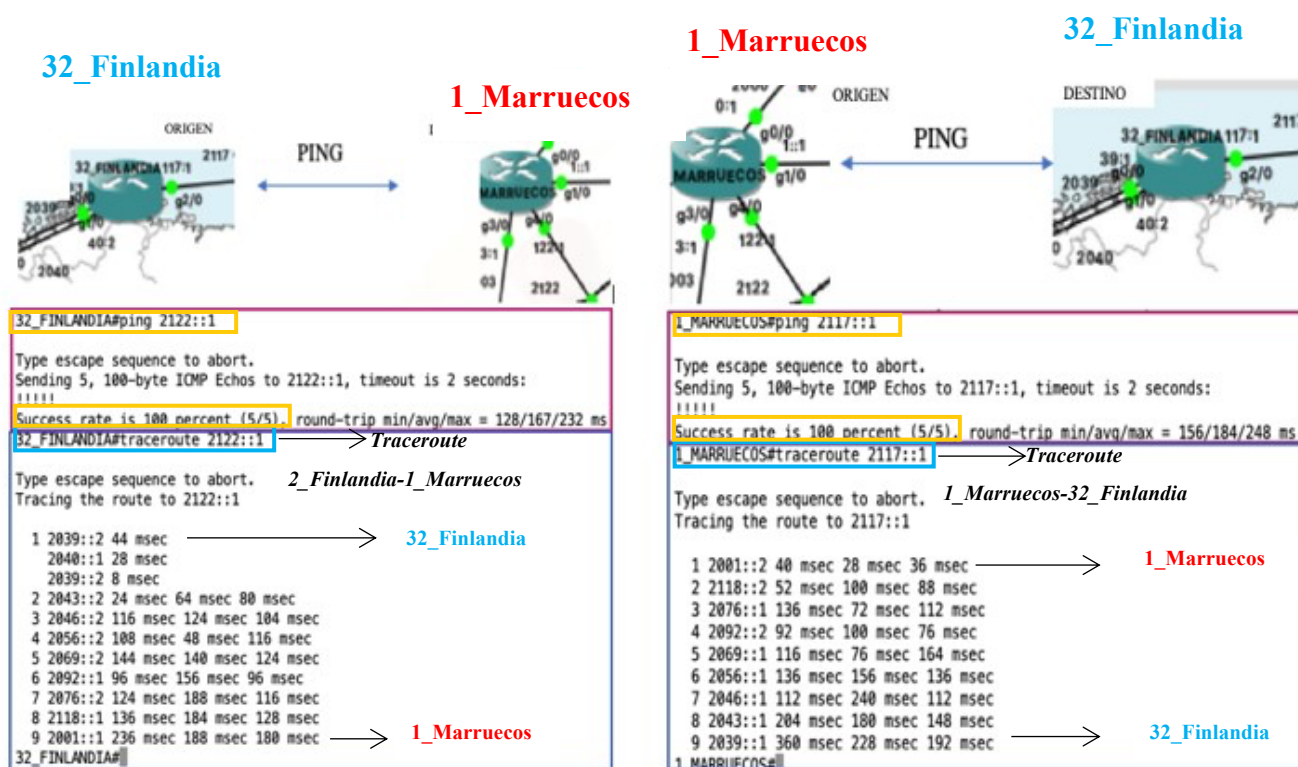 32_Finlandia
1_Marruecos
ORIGEN
PING
32_FINLANDIA
117:1
2117
g2/0
2039
g0/0
g1/0
40:2
2040
g0/0
1::1
MARRUECOS
g1/0
g3/0
g4/0
3:1
122:1
03
2122
32_FINLANDIA#ping 2122::1
Type escape sequence to abort.
Sending 5, 100-byte ICMP Echos to 2122::1, timeout is 2 seconds:
!!!!!
Success rate is 100 percent (5/5), round-trip min/avg/max = 128/167/232 ms
32_FINLANDIA#traceroute 2122::1
Traceroute
2_Finlandia-1_Marruecos
Type escape sequence to abort.
Tracing the route to 2122::1
1 2039::2 44 msec
32_Finlandia
2040::1 28 msec
2039::2 8 msec
2 2043::2 24 msec 64 msec 80 msec
3 2046::2 116 msec 124 msec 104 msec
4 2056::2 108 msec 48 msec 116 msec
5 2069::2 144 msec 140 msec 124 msec
6 2092::1 96 msec 156 msec 96 msec
7 2076::2 124 msec 188 msec 116 msec
8 2118::1 136 msec 184 msec 128 msec
9 2001::1 236 msec 188 msec 180 msec
1_Marruecos
32_FINLANDIA#
1_Marruecos
32_Finlandia
ORIGEN
DESTINO
PING
0:1
g0/0
1::1
MARRUECOS
g1/0
g3/0
g4/0
3:1
122:1
003
2122
32_FINLANDIA
117:1
211
39:1
2039
g0/0
g2/0
g1/0
40:2
2040
1_MARRUECOS#ping 2117::1
Type escape sequence to abort.
Sending 5, 100-byte ICMP Echos to 2117::1, timeout is 2 seconds:
!!!!!
Success rate is 100 percent (5/5), round-trip min/avg/max = 156/184/248 ms
1_MARRUECOS#traceroute 2117::1
Traceroute
1_Marruecos-32_Finlandia
Type escape sequence to abort.
Tracing the route to 2117::1
1 2001::2 40 msec 28 msec 36 msec
1_Marruecos
2 2118::2 52 msec 100 msec 88 msec
3 2076::1 136 msec 72 msec 112 msec
4 2092::2 92 msec 100 msec 76 msec
5 2069::1 116 msec 76 msec 164 msec
6 2056::1 136 msec 156 msec 136 msec
7 2046::1 112 msec 240 msec 112 msec
8 2043::1 204 msec 180 msec 148 msec
9 2039::1 360 msec 228 msec 192 msec
32_Finlandia
1_MARRUECOS#